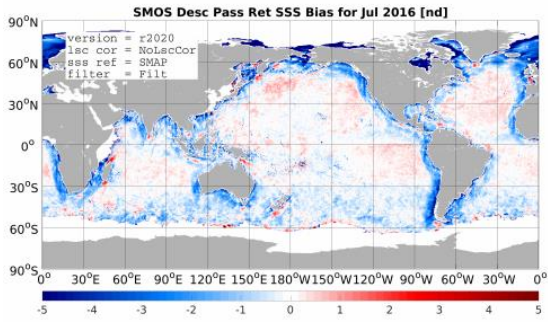 SMOS Desc Pass Ret SSS Bias for Jul 2016 [nd]
90°N
version = r2020
lsc cor = NoLscCor
sss ref = SMAP
filter = Filt
60°N
30°N
0°
30°S
60°S
90°S
0° 30°E 60°E 90°E 120°E 150°E 180°W 150°W 120°W 90°W 60°W 30°W 0°
-5 -4 -3 -2 -1 0 1 2 3 4 5